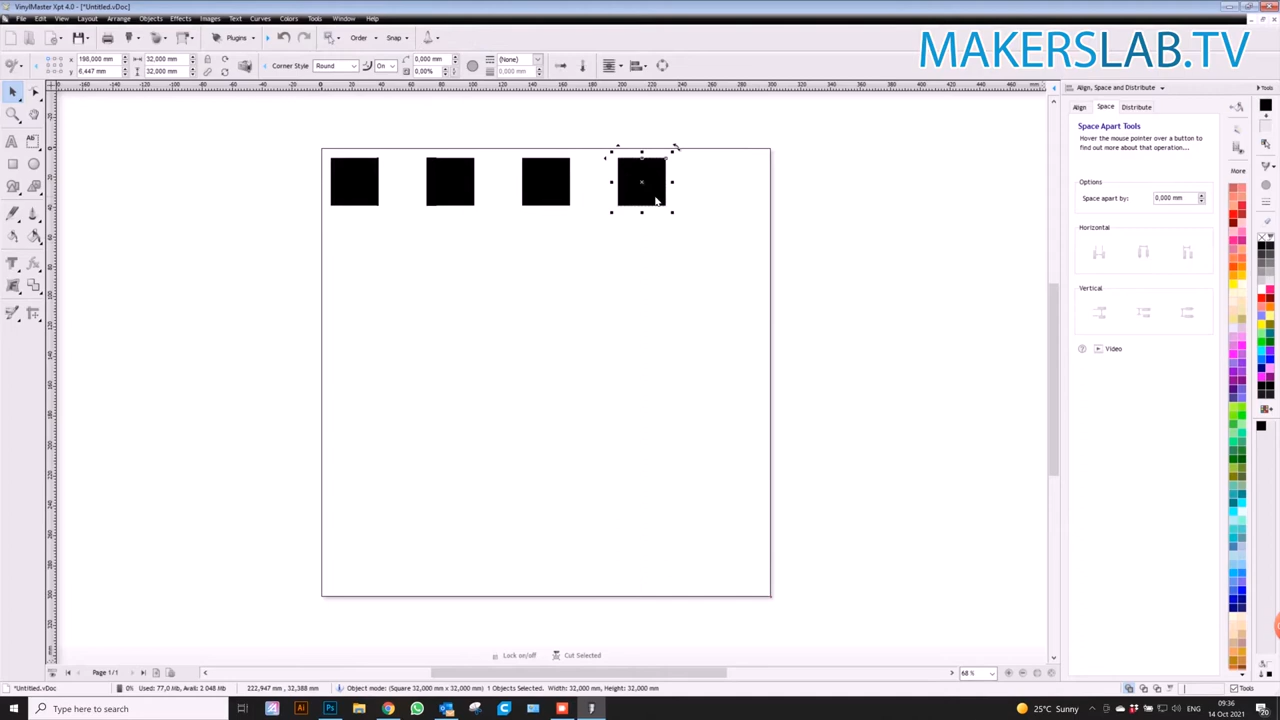 VinylMaster Xpt 4.0 - [*Untitled.vDoc]
File Edit View Layout Arrange Objects Effects Images Text Curves Colors Tools Window Help
Plugins Order Snap
MAKERSLAB.TV
x 198,000 mm 32,000 mm Corner Style Round On 0,000 mm (None)
y 6,447 mm 32,000 mm 0,00% 0,000 mm
Align, Space and Distribute
Tools
Align Space Distribute
Space Apart Tools
Hover the mouse pointer over a button to
find out more about that operation...
More
Options
Space apart by: 0,000 mm
Horizontal
Vertical
Video
Lock on/off Cut Selected
Page 1/1 68 %
*Untitled.vDoc 0% Used: 77,0 Mb, Avail: 2 048 Mb 222,947 mm , 32,388 mm Object mode: (Square 32,000 mm x 32,000 mm) 1 Objects Selected. Width: 32,000 mm, Height: 32,000 mm Tools
Type here to search 25°C Sunny ENG 09:36
14 Oct 2021 20